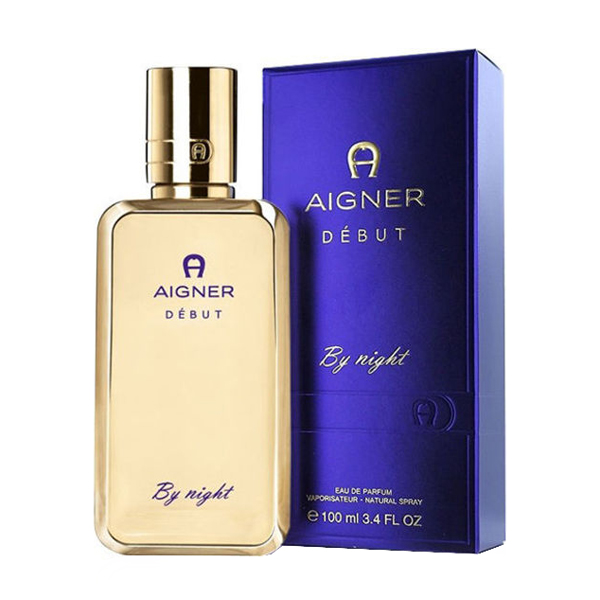 AIGNER
DÉBUT
By night
AIGNER
DÉBUT
By night
EAU DE PARFUM
VAPORISATEUR - NATURAL SPRAY
℮ 100 ml 3.4 FL OZ